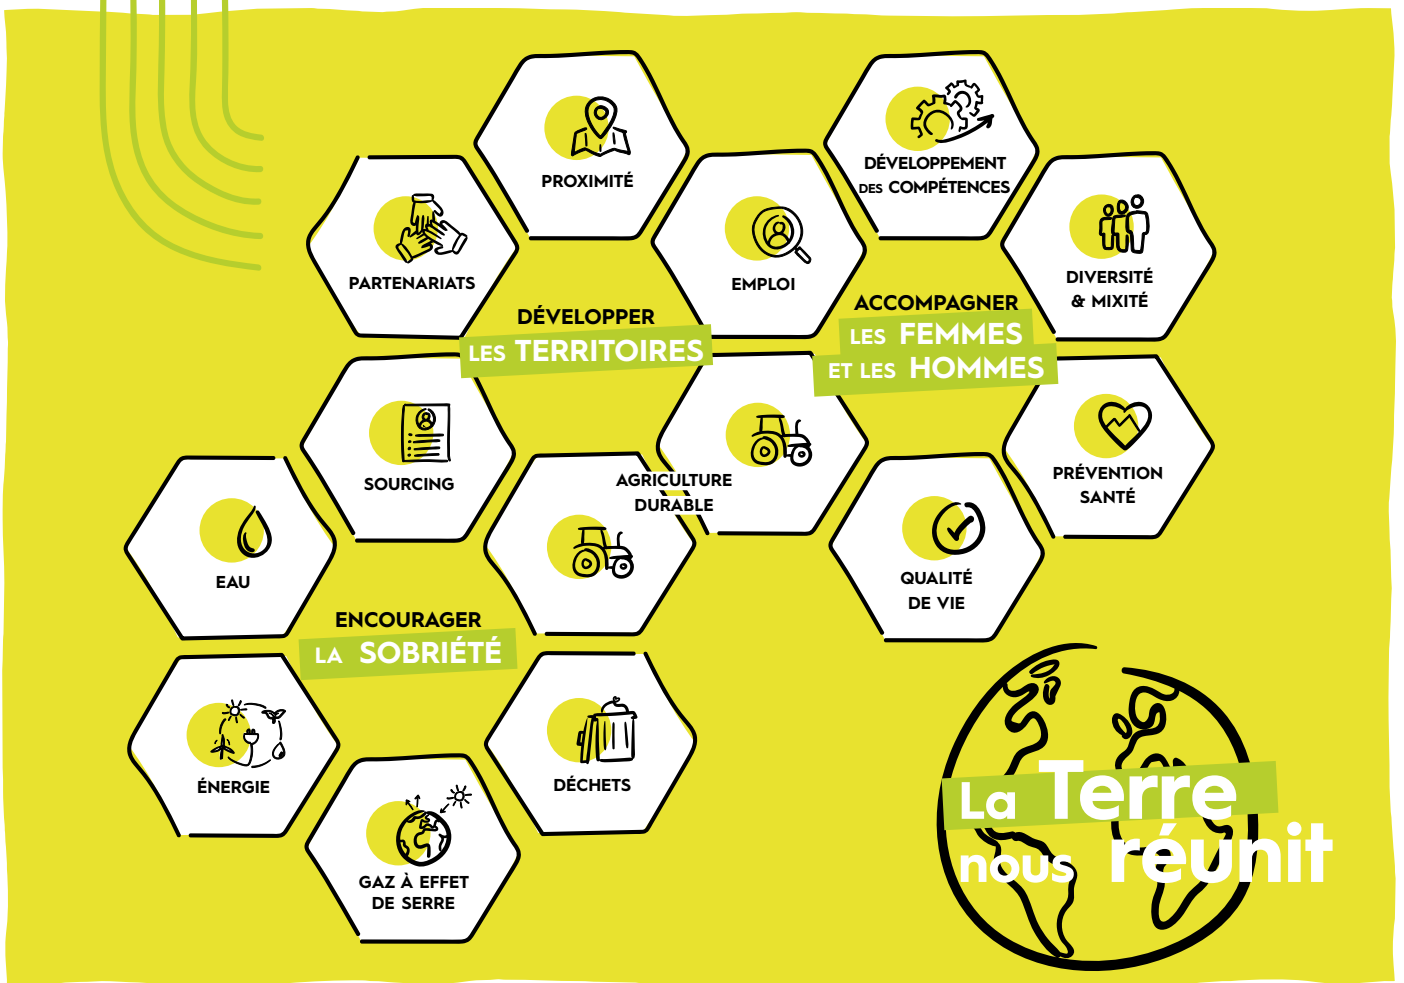 PROXIMITÉ
DÉVELOPPEMENT
DES COMPÉTENCES
PARTENARIATS
EMPLOI
DIVERSITÉ
& MIXITÉ
DÉVELOPPER
LES TERRITOIRES
ACCOMPAGNER
LES FEMMES
ET LES HOMMES
SOURCING
AGRICULTURE
DURABLE
PRÉVENTION
SANTÉ
EAU
QUALITÉ
DE VIE
ENCOURAGER
LA SOBRIÉTÉ
ÉNERGIE
DÉCHETS
GAZ À EFFET
DE SERRE
La Terre
nous réunit